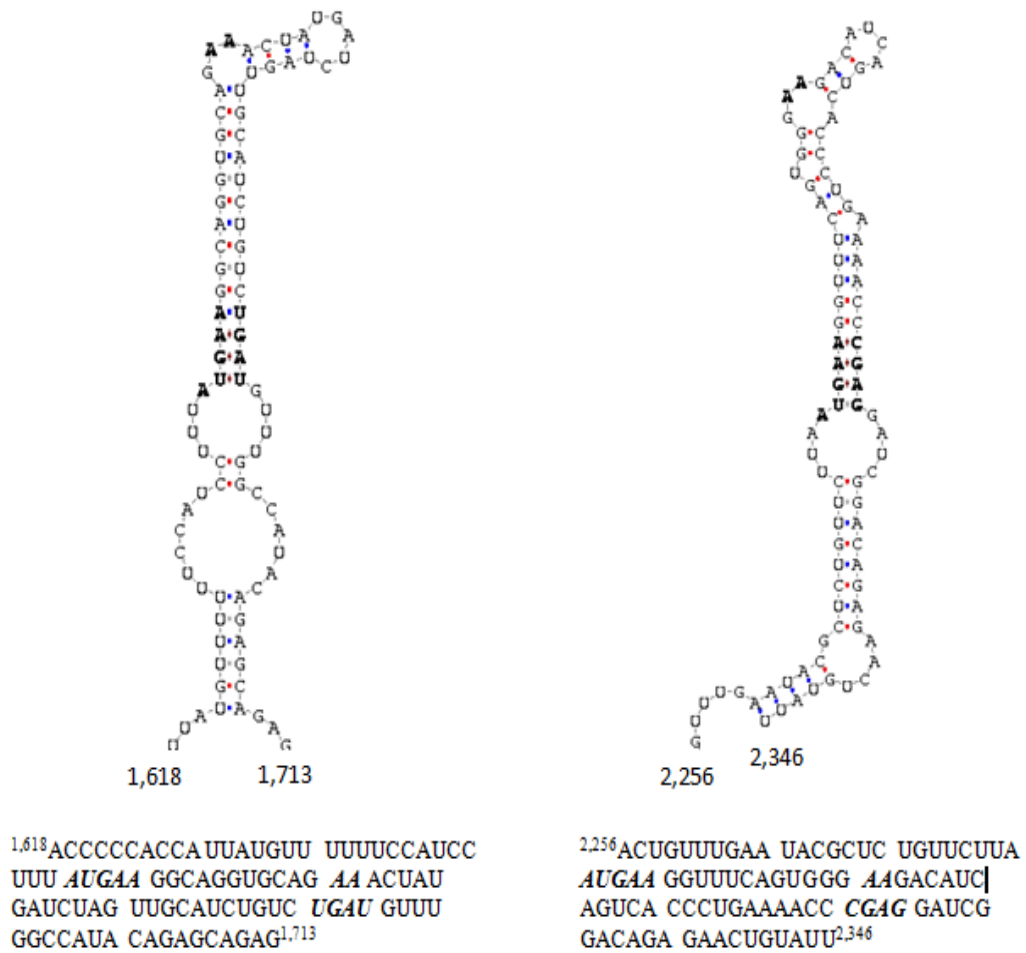 1,618
1,713
2,256
2,346
1,618ACCCCCACCA UUAUGUU UUUUCCAUCC
UUU AUGAA GGCAGGUGCAG AA ACUAU
GAUCUAG UUGCAUCUGUC UGAU GUUU
GGCCAUA CAGAGCAGAG1,713
2,256ACUGUUUGAA UACGCUC UGUUCUUA
AUGAA GGUUUCAGUGGG AAGACAUC
AGUCA CCCUGAAAACC CGAG GAUCG
GACAGA GAACUGUAUU2,346